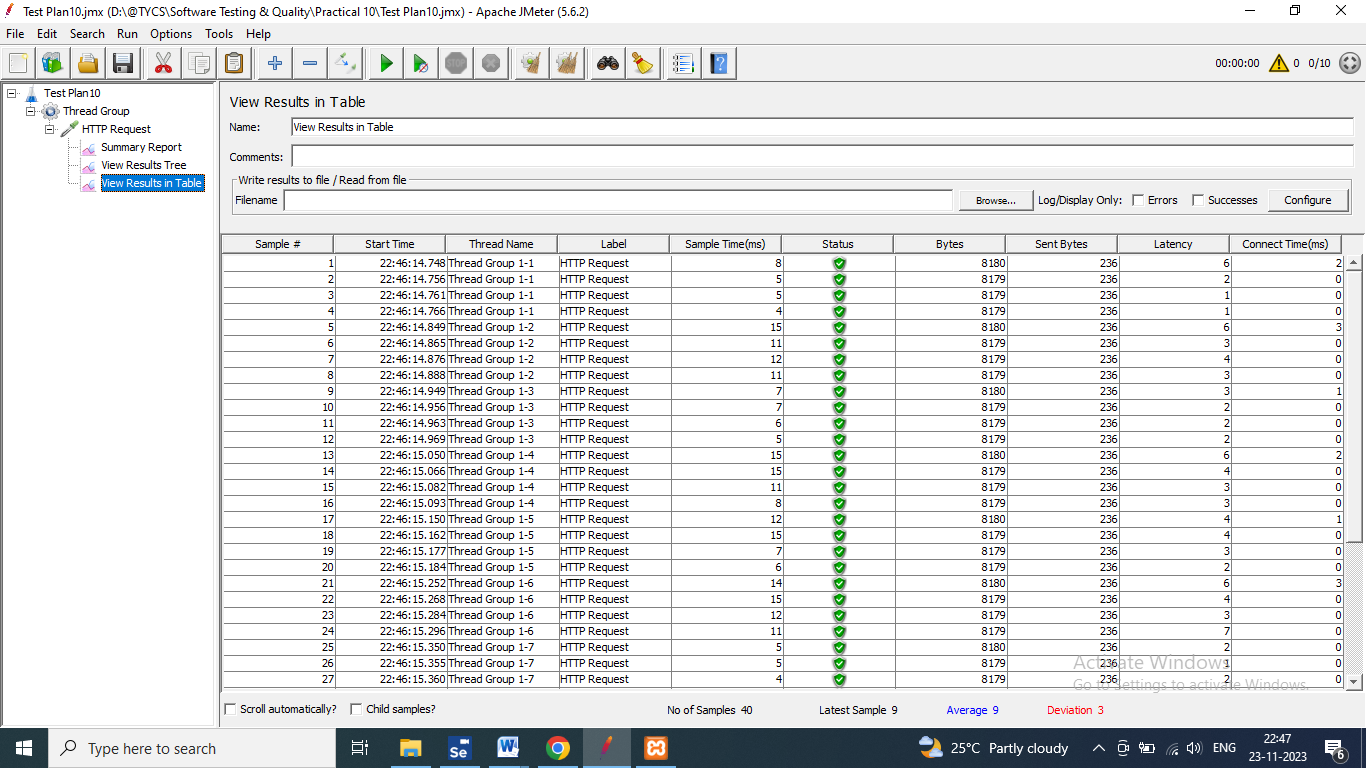 Test Plan10.jmx (D:\@TYCS\Software Testing & Quality\Practical 10\Test Plan10.jmx) - Apache JMeter (5.6.2)
File Edit Search Run Options Tools Help
STOP
00:00:00 0 0/10
Test Plan10
Thread Group
HTTP Request
Summary Report
View Results Tree
View Results in Table
View Results in Table
Name: View Results in Table
Comments:
Write results to file / Read from file
Filename Browse... Log/Display Only: Errors Successes Configure
Sample # Start Time Thread Name Label Sample Time(ms) Status Bytes Sent Bytes Latency Connect Time(ms)
1 22:46:14.748 Thread Group 1-1 HTTP Request 8 8180 236 6 2
2 22:46:14.756 Thread Group 1-1 HTTP Request 5 8179 236 2 0
3 22:46:14.761 Thread Group 1-1 HTTP Request 5 8179 236 1 0
4 22:46:14.766 Thread Group 1-1 HTTP Request 4 8179 236 1 0
5 22:46:14.849 Thread Group 1-2 HTTP Request 15 8180 236 6 3
6 22:46:14.865 Thread Group 1-2 HTTP Request 11 8179 236 3 0
7 22:46:14.876 Thread Group 1-2 HTTP Request 12 8179 236 4 0
8 22:46:14.888 Thread Group 1-2 HTTP Request 11 8179 236 3 0
9 22:46:14.949 Thread Group 1-3 HTTP Request 7 8180 236 3 1
10 22:46:14.956 Thread Group 1-3 HTTP Request 7 8179 236 2 0
11 22:46:14.963 Thread Group 1-3 HTTP Request 6 8179 236 2 0
12 22:46:14.969 Thread Group 1-3 HTTP Request 5 8179 236 2 0
13 22:46:15.050 Thread Group 1-4 HTTP Request 15 8180 236 6 2
14 22:46:15.066 Thread Group 1-4 HTTP Request 15 8179 236 4 0
15 22:46:15.082 Thread Group 1-4 HTTP Request 11 8179 236 3 0
16 22:46:15.093 Thread Group 1-4 HTTP Request 8 8179 236 3 0
17 22:46:15.150 Thread Group 1-5 HTTP Request 12 8180 236 4 1
18 22:46:15.162 Thread Group 1-5 HTTP Request 15 8179 236 4 0
19 22:46:15.177 Thread Group 1-5 HTTP Request 7 8179 236 3 0
20 22:46:15.184 Thread Group 1-5 HTTP Request 6 8179 236 2 0
21 22:46:15.252 Thread Group 1-6 HTTP Request 14 8180 236 6 3
22 22:46:15.268 Thread Group 1-6 HTTP Request 15 8179 236 4 0
23 22:46:15.284 Thread Group 1-6 HTTP Request 12 8179 236 3 0
24 22:46:15.296 Thread Group 1-6 HTTP Request 11 8179 236 7 0
25 22:46:15.350 Thread Group 1-7 HTTP Request 5 8180 236 2 0
26 22:46:15.355 Thread Group 1-7 HTTP Request 5 8179 236 1 0
27 22:46:15.360 Thread Group 1-7 HTTP Request 4 8179 236 2 0
Activate Windows
Go to Settings to activate Windows.
Scroll automatically? Child samples? No of Samples 40 Latest Sample 9 Average 9 Deviation 3
Type here to search
Se
W
25°C Partly cloudy
ENG
22:47
23-11-2023
6